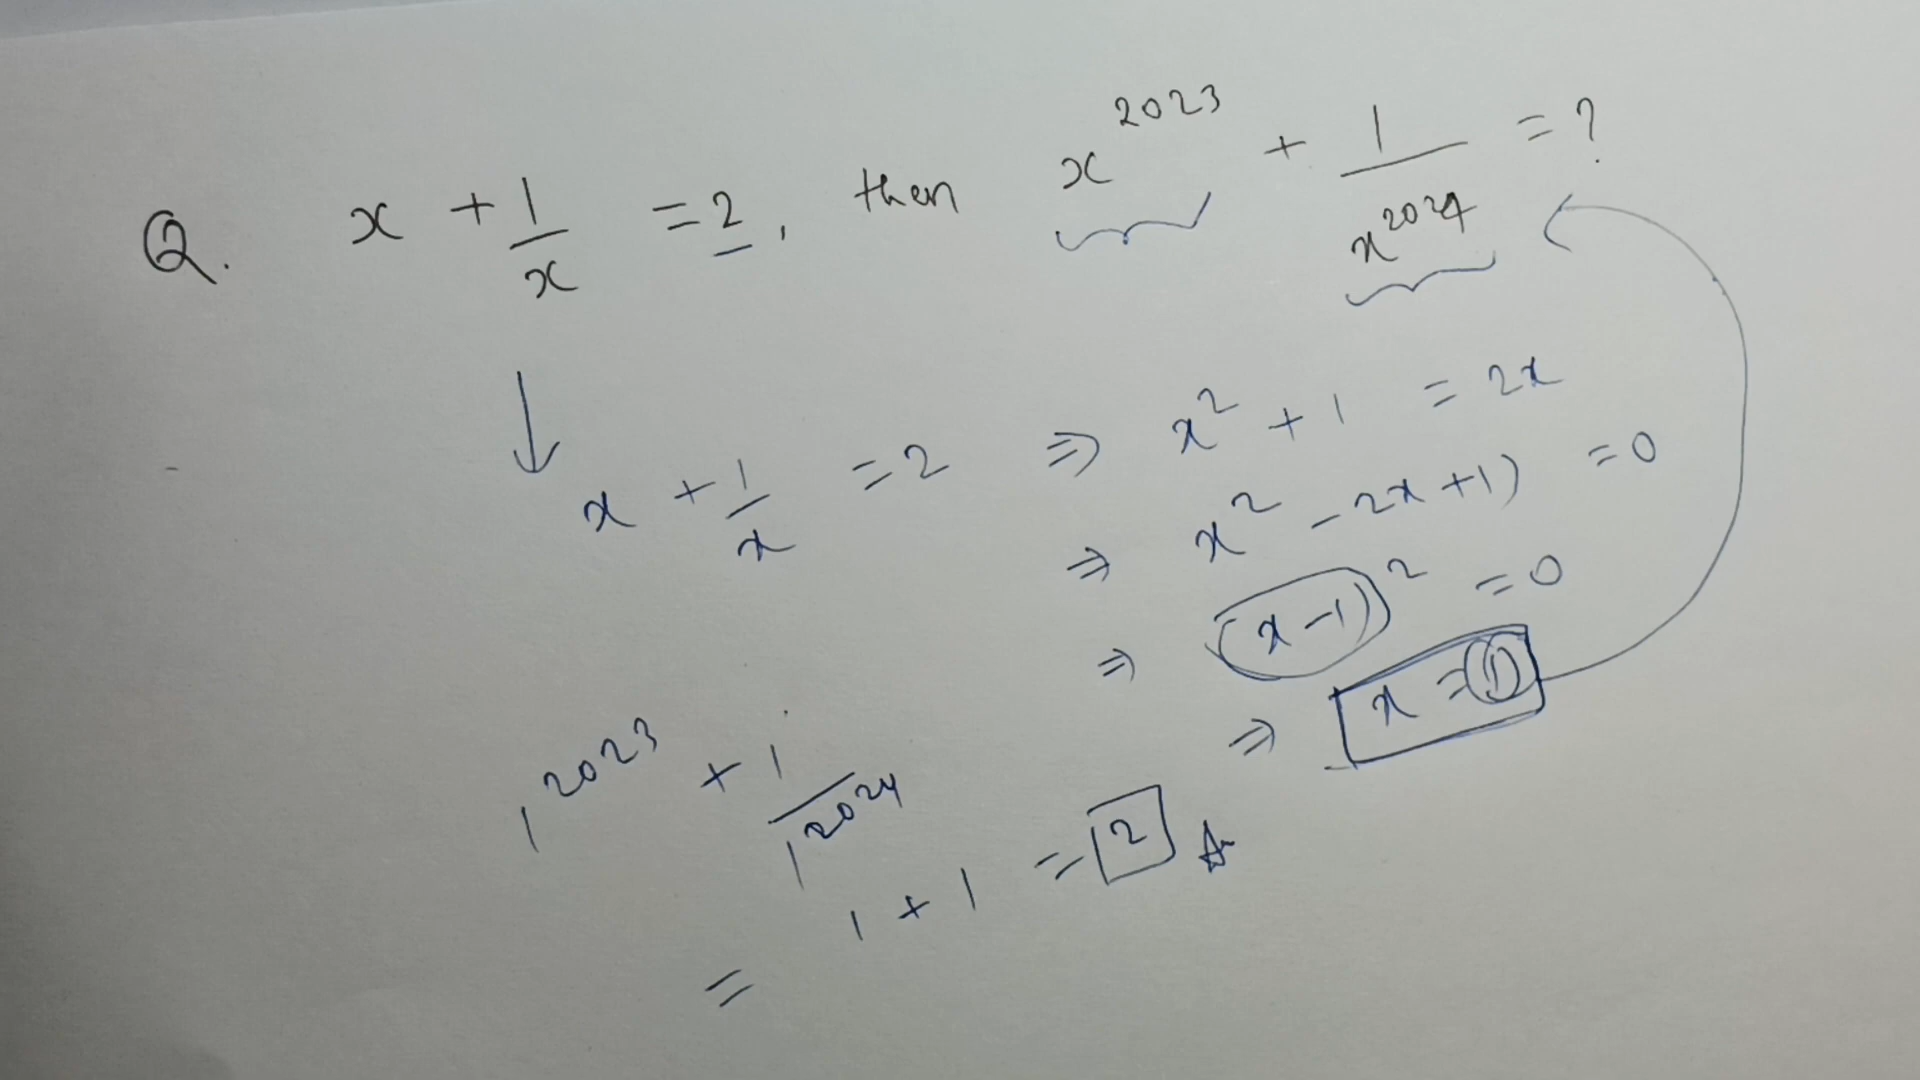 Q. x + 1/x = 2, then x^2023 + 1/x^2024 = ?
x + 1/x = 2 ⇒ x^2 + 1 = 2x
⇒ x^2 - 2x + 1) = 0
⇒ (x-1)^2 = 0
⇒ x = 1
1^2023 + 1/1^2024
= 1 + 1 = 2